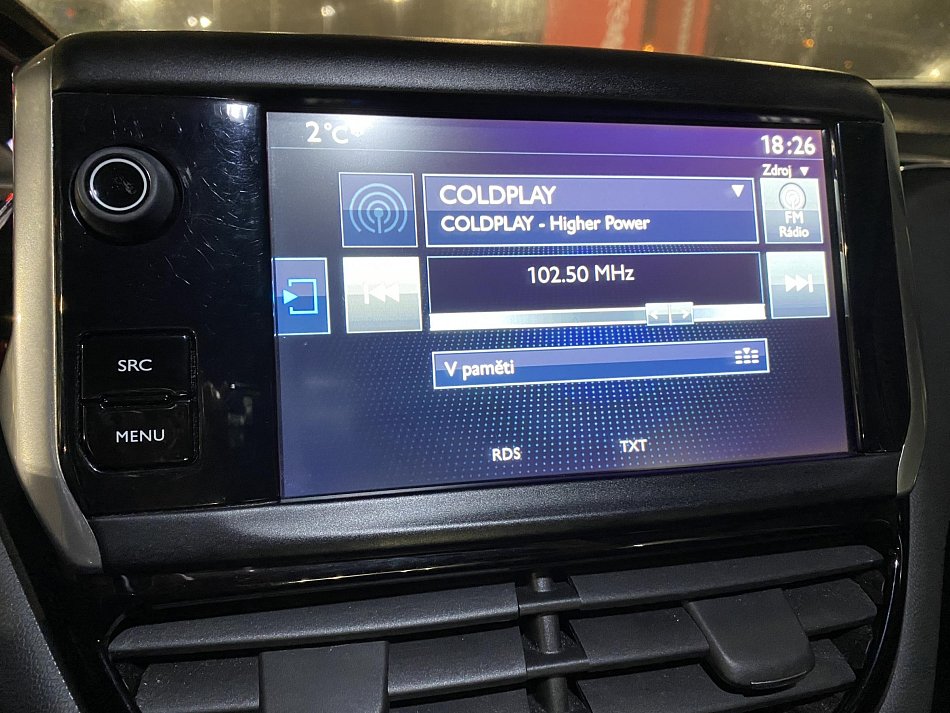 2°C*
18:26
Zdroj ▼
COLDPLAY
COLDPLAY - Higher Power
FM
Rádio
102.50 MHz
V paměti
RDS
TXT
SRC
MENU